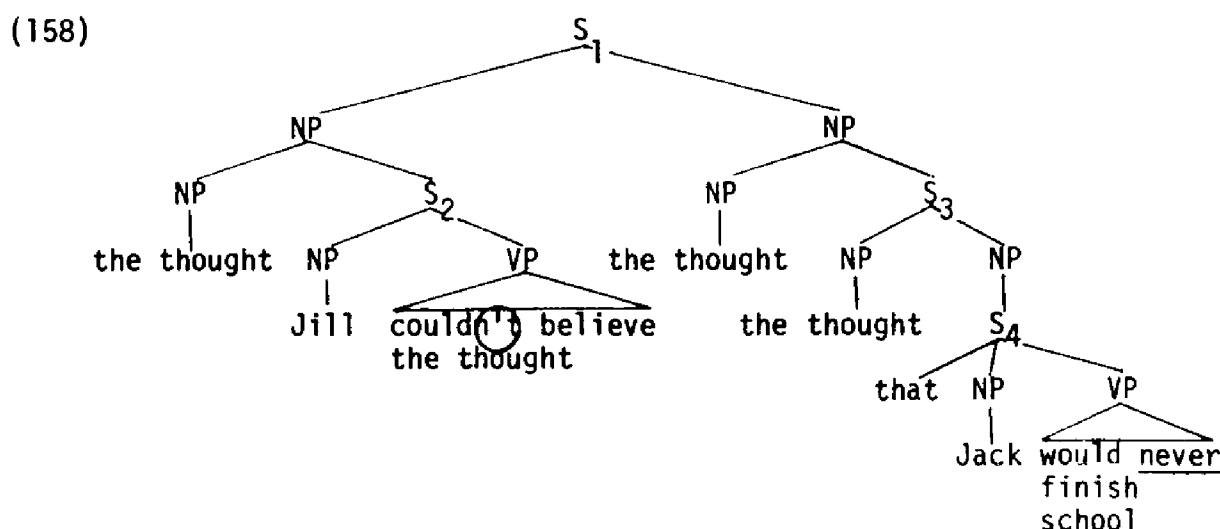 (158)
S1
NP NP
NP S2 NP S3
the thought NP VP the thought NP NP
Jill couldn't believe the thought S4
the thought that NP VP
Jack would never
finish
school